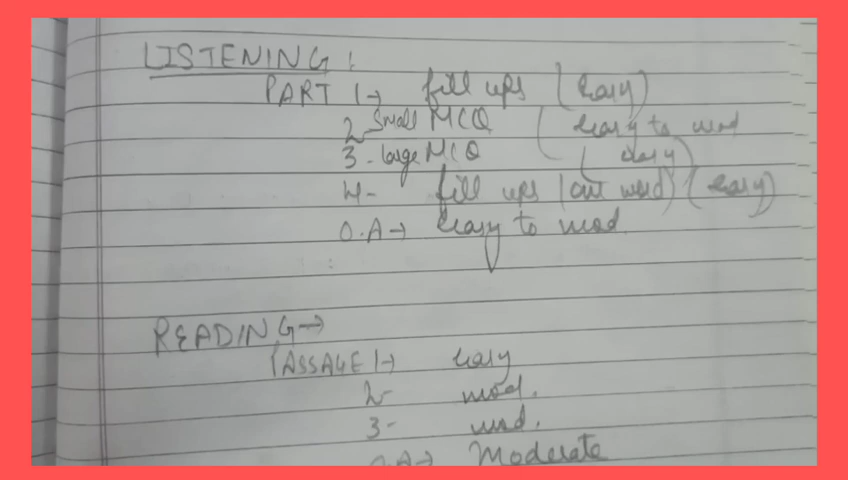 LISTENING :
PART 1→ fill ups (Easy)
2 Small MCQ (easy to mod
3 - large MCQ (easy)
4- fill ups (one word) (easy)
O.A→ Easy to mod.
READING→
PASSAGE 1→ easy
2- mod.
3- mod.
O.A→ Moderate